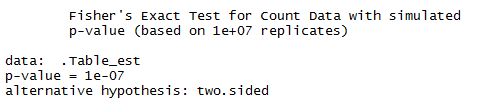 Fisher's Exact Test for Count Data with simulated
p-value (based on 1e+07 replicates)
data:  .Table_est
p-value = 1e-07
alternative hypothesis: two.sided